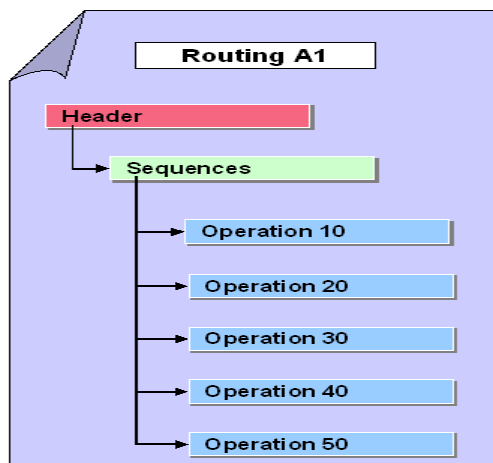 Routing A1
Header
Sequences
Operation 10
Operation 20
Operation 30
Operation 40
Operation 50